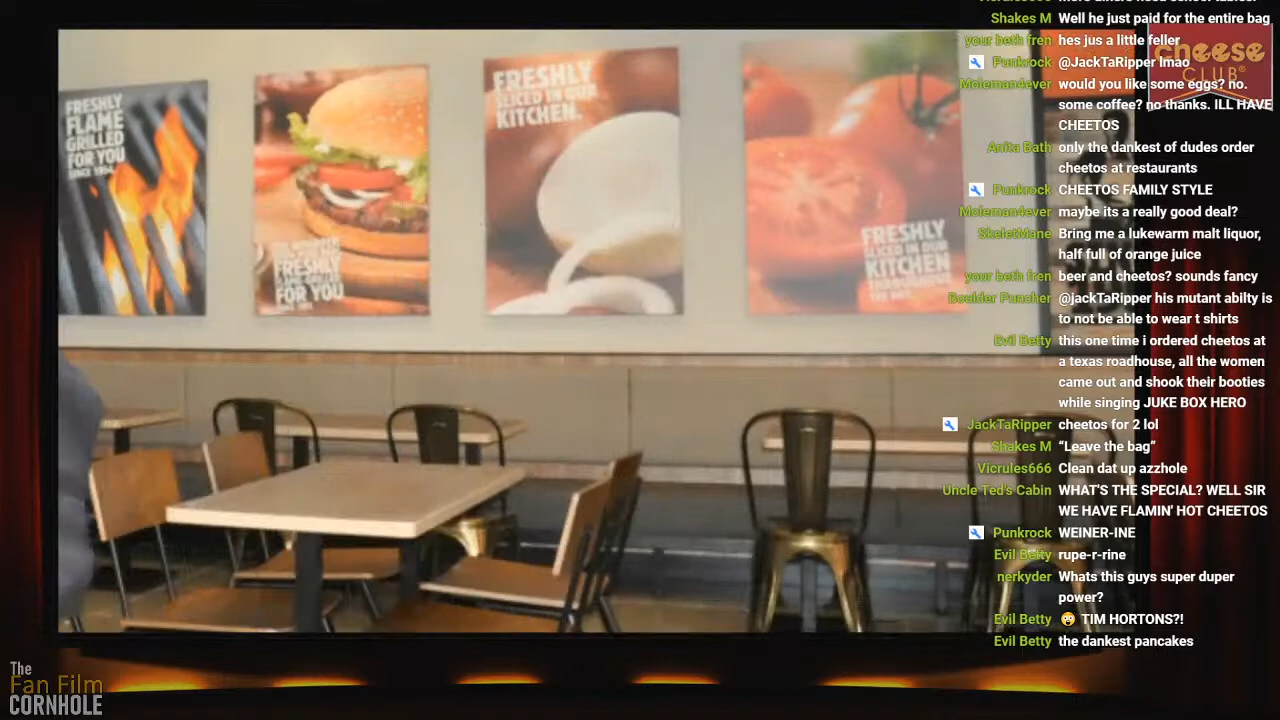 FRESHLY
FLAME
GRILLED
FOR YOU
SINCE 1954
FRESHLY
FOR YOU
FRESHLY
SLICED IN OUR
KITCHEN.
FRESHLY
SLICED IN OUR
KITCHEN
THROUGHOUT
THE DAY
cheese
CLUB®
Shakes M Well he just paid for the entire bag
your beth fren hes jus a little feller
Punkrock @JackTaRipper lmao
Moleman4ever would you like some eggs? no.
some coffee? no thanks. ILL HAVE
CHEETOS
Anita Bath only the dankest of dudes order
cheetos at restaurants
Punkrock CHEETOS FAMILY STYLE
Moleman4ever maybe its a really good deal?
SkeletMane Bring me a lukewarm malt liquor,
half full of orange juice
your beth fren beer and cheetos? sounds fancy
Boulder Puncher @jackTaRipper his mutant abilty is
to not be able to wear t shirts
Evil Betty this one time i ordered cheetos at
a texas roadhouse, all the women
came out and shook their booties
while singing JUKE BOX HERO
JackTaRipper cheetos for 2 lol
Shakes M “Leave the bag”
Vicrules666 Clean dat up azzhole
Uncle Ted's Cabin WHAT'S THE SPECIAL? WELL SIR
WE HAVE FLAMIN' HOT CHEETOS
Punkrock WEINER-INE
Evil Betty rupe-r-rine
nerkyder Whats this guys super duper
power?
Evil Betty 😲 TIM HORTONS?!
Evil Betty the dankest pancakes
The
Fan Film
CORNHOLE